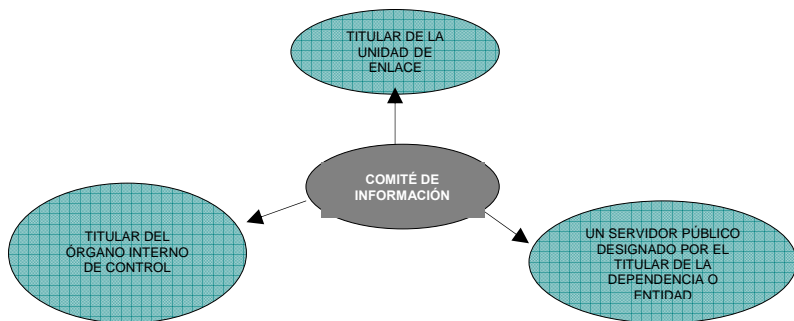 TITULAR DE LA
UNIDAD DE
ENLACE
COMITÉ DE
INFORMACIÓN
TITULAR DEL
ÓRGANO INTERNO
DE CONTROL
UN SERVIDOR PÚBLICO
DESIGNADO POR EL
TITULAR DE LA
DEPENDENCIA O
ENTIDAD